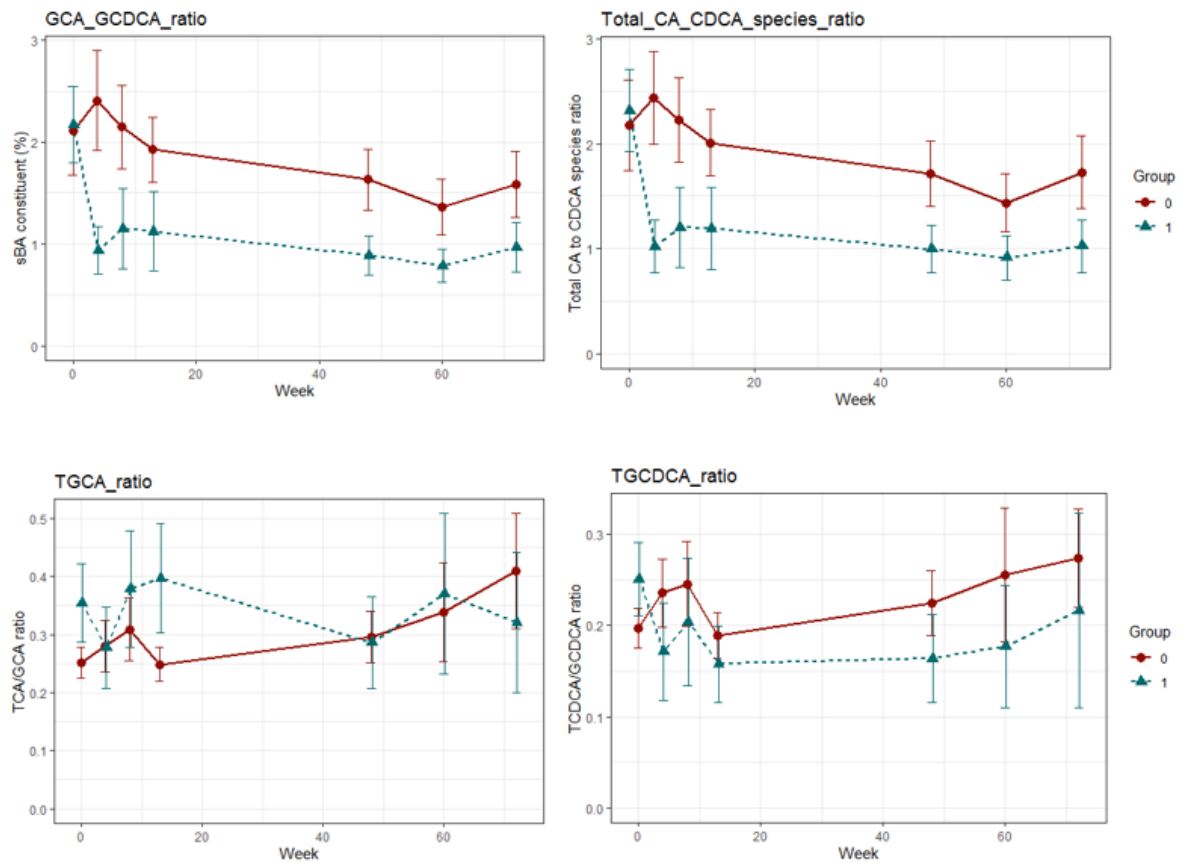 GCA_GCDCA_ratio
3
2
1
0
sBA constituent (%)
0 20 40 60
Week
Total_CA_CDCA_species_ratio
3
2
1
0
Total CA to CDCA species ratio
0 20 40 60
Week
Group
0
1
TGCA_ratio
0.5
0.4
0.3
0.2
0.1
0.0
TCA/GCA ratio
0 20 40 60
Week
TGCDCA_ratio
0.3
0.2
0.1
0.0
TCDCA/GCDCA ratio
0 20 40 60
Week
Group
0
1